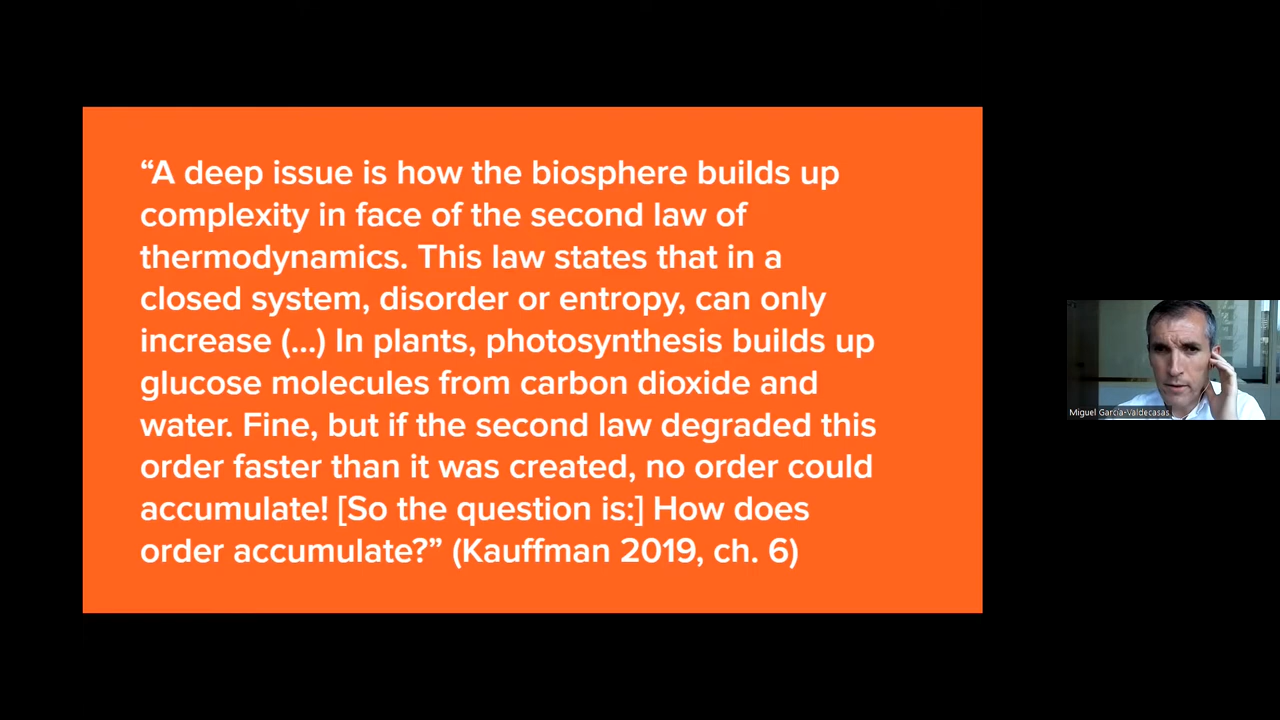 “A deep issue is how the biosphere builds up
complexity in face of the second law of
thermodynamics. This law states that in a
closed system, disorder or entropy, can only
increase (...) In plants, photosynthesis builds up
glucose molecules from carbon dioxide and
water. Fine, but if the second law degraded this
order faster than it was created, no order could
accumulate! [So the question is:] How does
order accumulate?” (Kauffman 2019, ch. 6)
Miguel García-Valdecasas